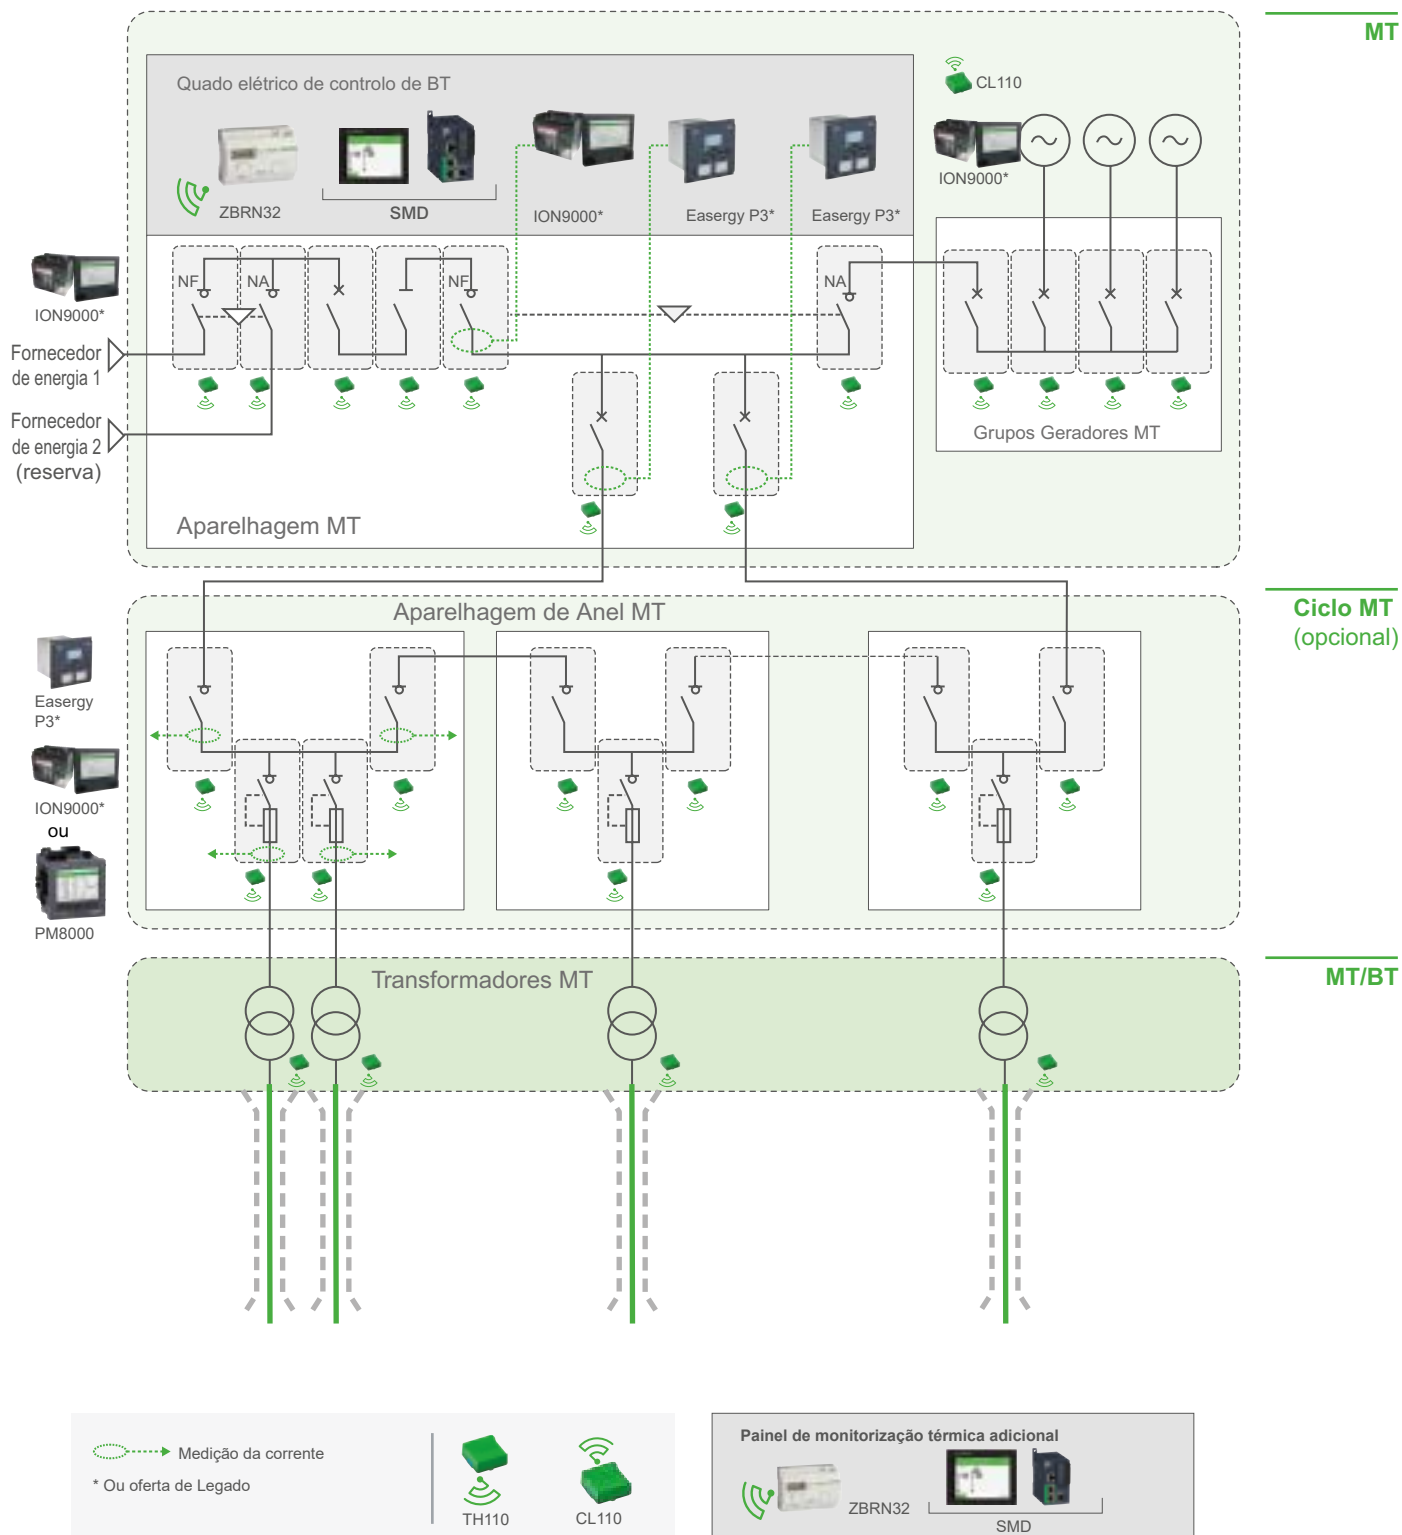 MT
Quado elétrico de controlo de BT
CL110
ZBRN32
SMD
ION9000*
Easergy P3*
Easergy P3*
ION9000*
NF
NA
NF
NA
ION9000*
Fornecedor
de energia 1
Fornecedor
de energia 2
(reserva)
Grupos Geradores MT
Aparelhagem MT
Ciclo MT
(opcional)
Aparelhagem de Anel MT
Easergy
P3*
ION9000*
ou
PM8000
Transformadores MT
MT/BT
Medição da corrente
* Ou oferta de Legado
TH110
CL110
Painel de monitorização térmica adicional
ZBRN32
SMD